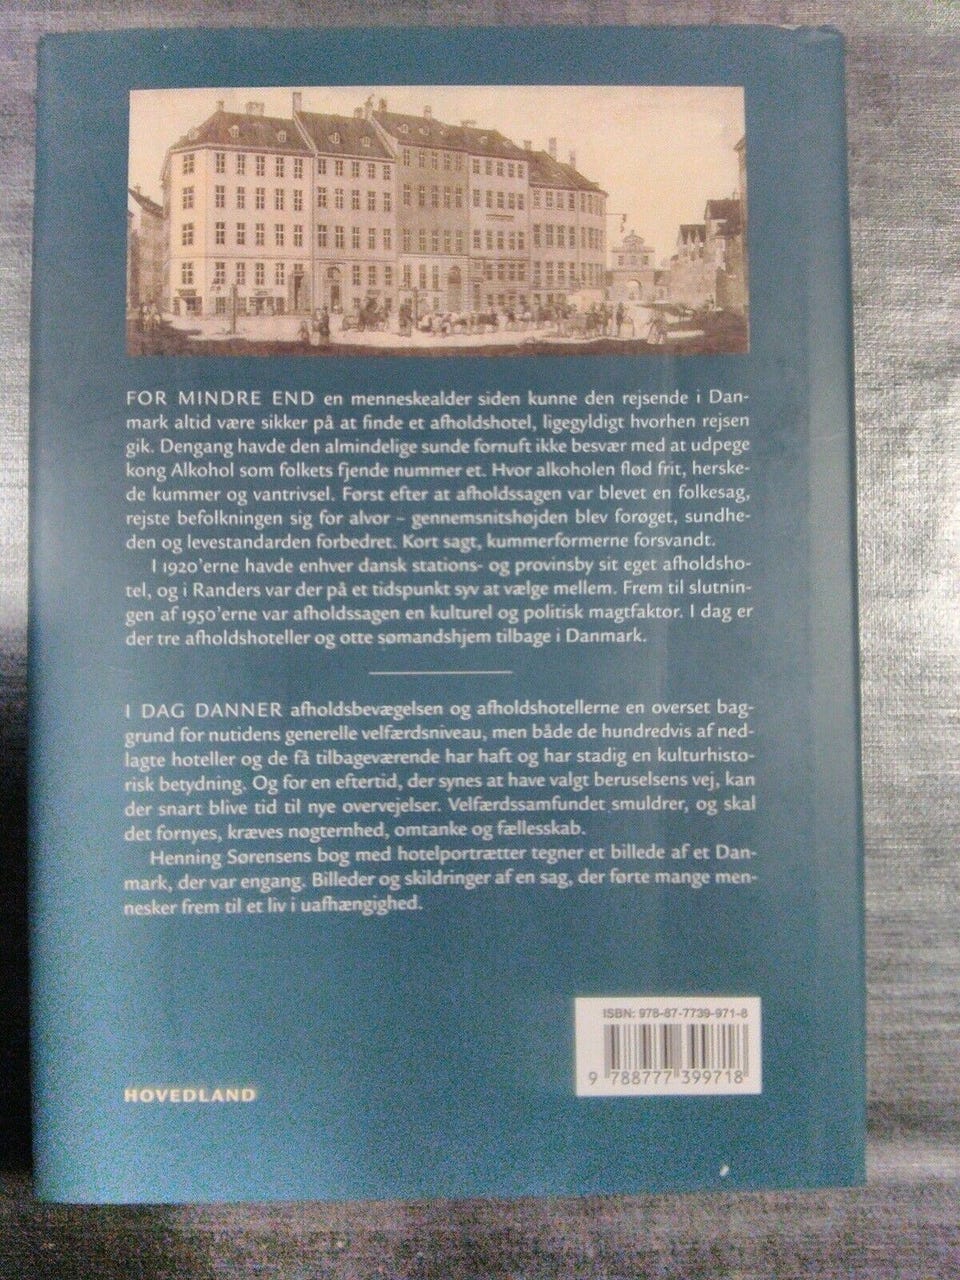 FOR MINDRE END en menneskealder siden kunne den rejsende i Dan-
mark altid være sikker på at finde et afholdshotel, ligegyldigt hvorhen rejsen
gik. Dengang havde den almindelige sunde fornuft ikke besvær med at udpege
kong Alkohol som folkets fjende nummer et. Hvor alkoholen flød frit, herske-
de kummer og vantrivsel. Først efter at afholdssagen var blevet en folkesag,
rejste befolkningen sig for alvor – gennemsnitshøjden blev forøget, sundhe-
den og levestandarden forbedret. Kort sagt, kummerformerne forsvandt.
I 1920'erne havde enhver dansk stations- og provinsby sit eget afholdsho-
tel, og i Randers var der på et tidspunkt syv at vælge mellem. Frem til slutnin-
gen af 1950'erne var afholdssagen en kulturel og politisk magtfaktor. I dag er
der tre afholdshoteller og otte sømandshjem tilbage i Danmark.
I DAG DANNER afholdsbevægelsen og afholdshotellerne en overset bag-
grund for nutidens generelle velfærdsniveau, men både de hundredvis af ned-
lagte hoteller og de få tilbageværende har haft og har stadig en kulturhisto-
risk betydning. Og for en eftertid, der synes at have valgt beruselsens vej, kan
der snart blive tid til nye overvejelser. Velfærdssamfundet smuldrer, og skal
det fornyes, kræves nøgternhed, omtanke og fællesskab.
Henning Sørensens bog med hotelportrætter tegner et billede af et Dan-
mark, der var engang. Billeder og skildringer af en sag, der førte mange men-
nesker frem til et liv i uafhængighed.
ISBN: 978-87-7739-971-8
9 788777 399718
HOVEDLAND